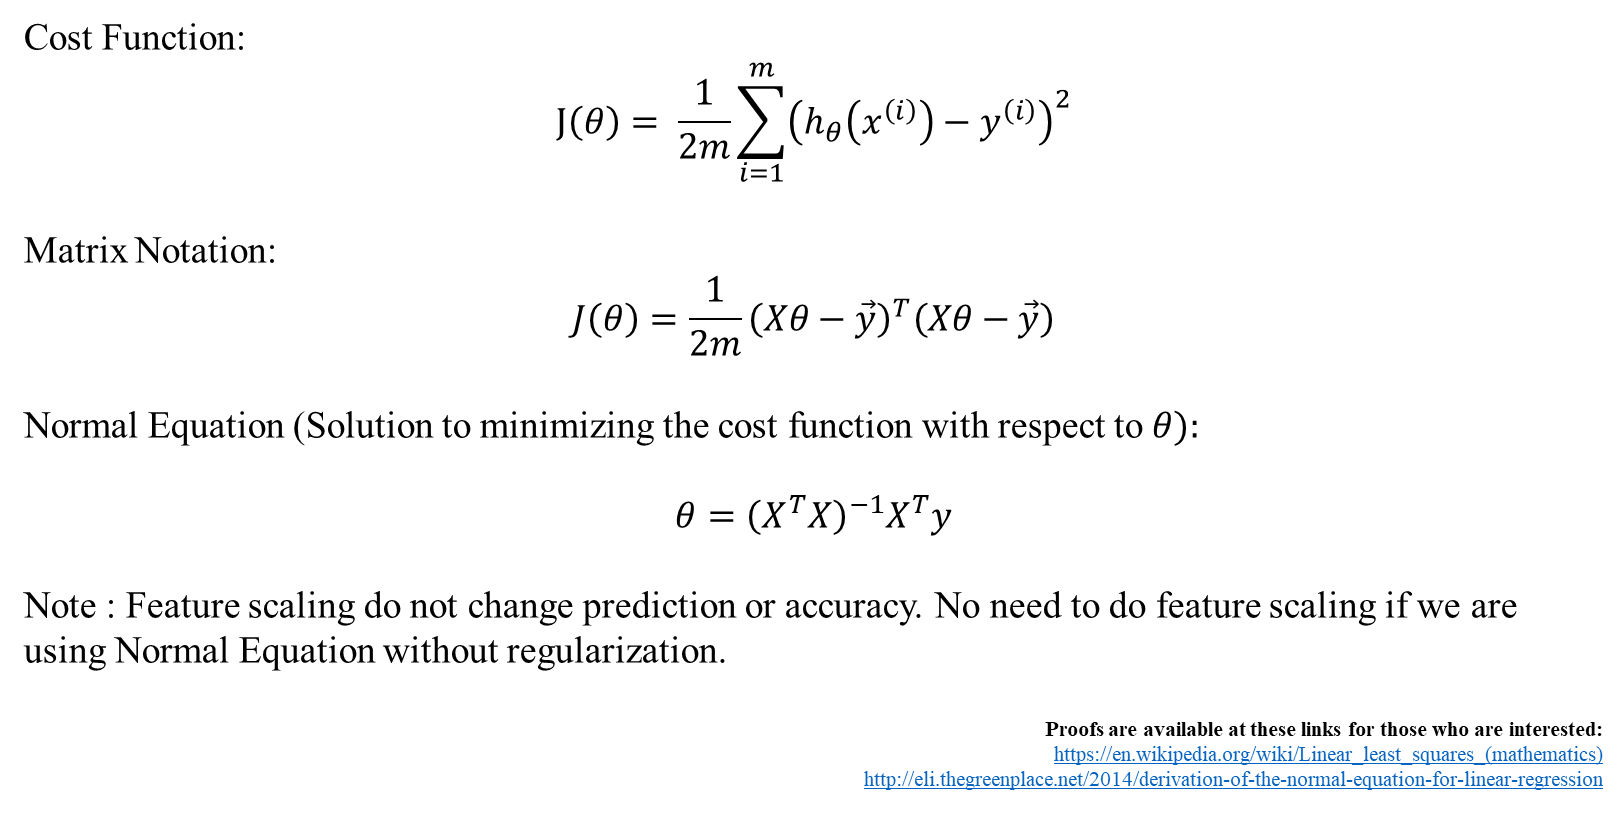 Cost Function:
J(θ) = 1/2m ∑_{i=1}^{m} (h_θ(x^{(i)}) − y^{(i)})^2
Matrix Notation:
J(θ) = 1/2m (Xθ − y⃗)^T (Xθ − y⃗)
Normal Equation (Solution to minimizing the cost function with respect to θ):
θ = (X^T X)^{−1} X^T y
Note : Feature scaling do not change prediction or accuracy. No need to do feature scaling if we are
using Normal Equation without regularization.
Proofs are available at these links for those who are interested:
https://en.wikipedia.org/wiki/Linear_least_squares_(mathematics)
http://eli.thegreenplace.net/2014/derivation-of-the-normal-equation-for-linear-regression